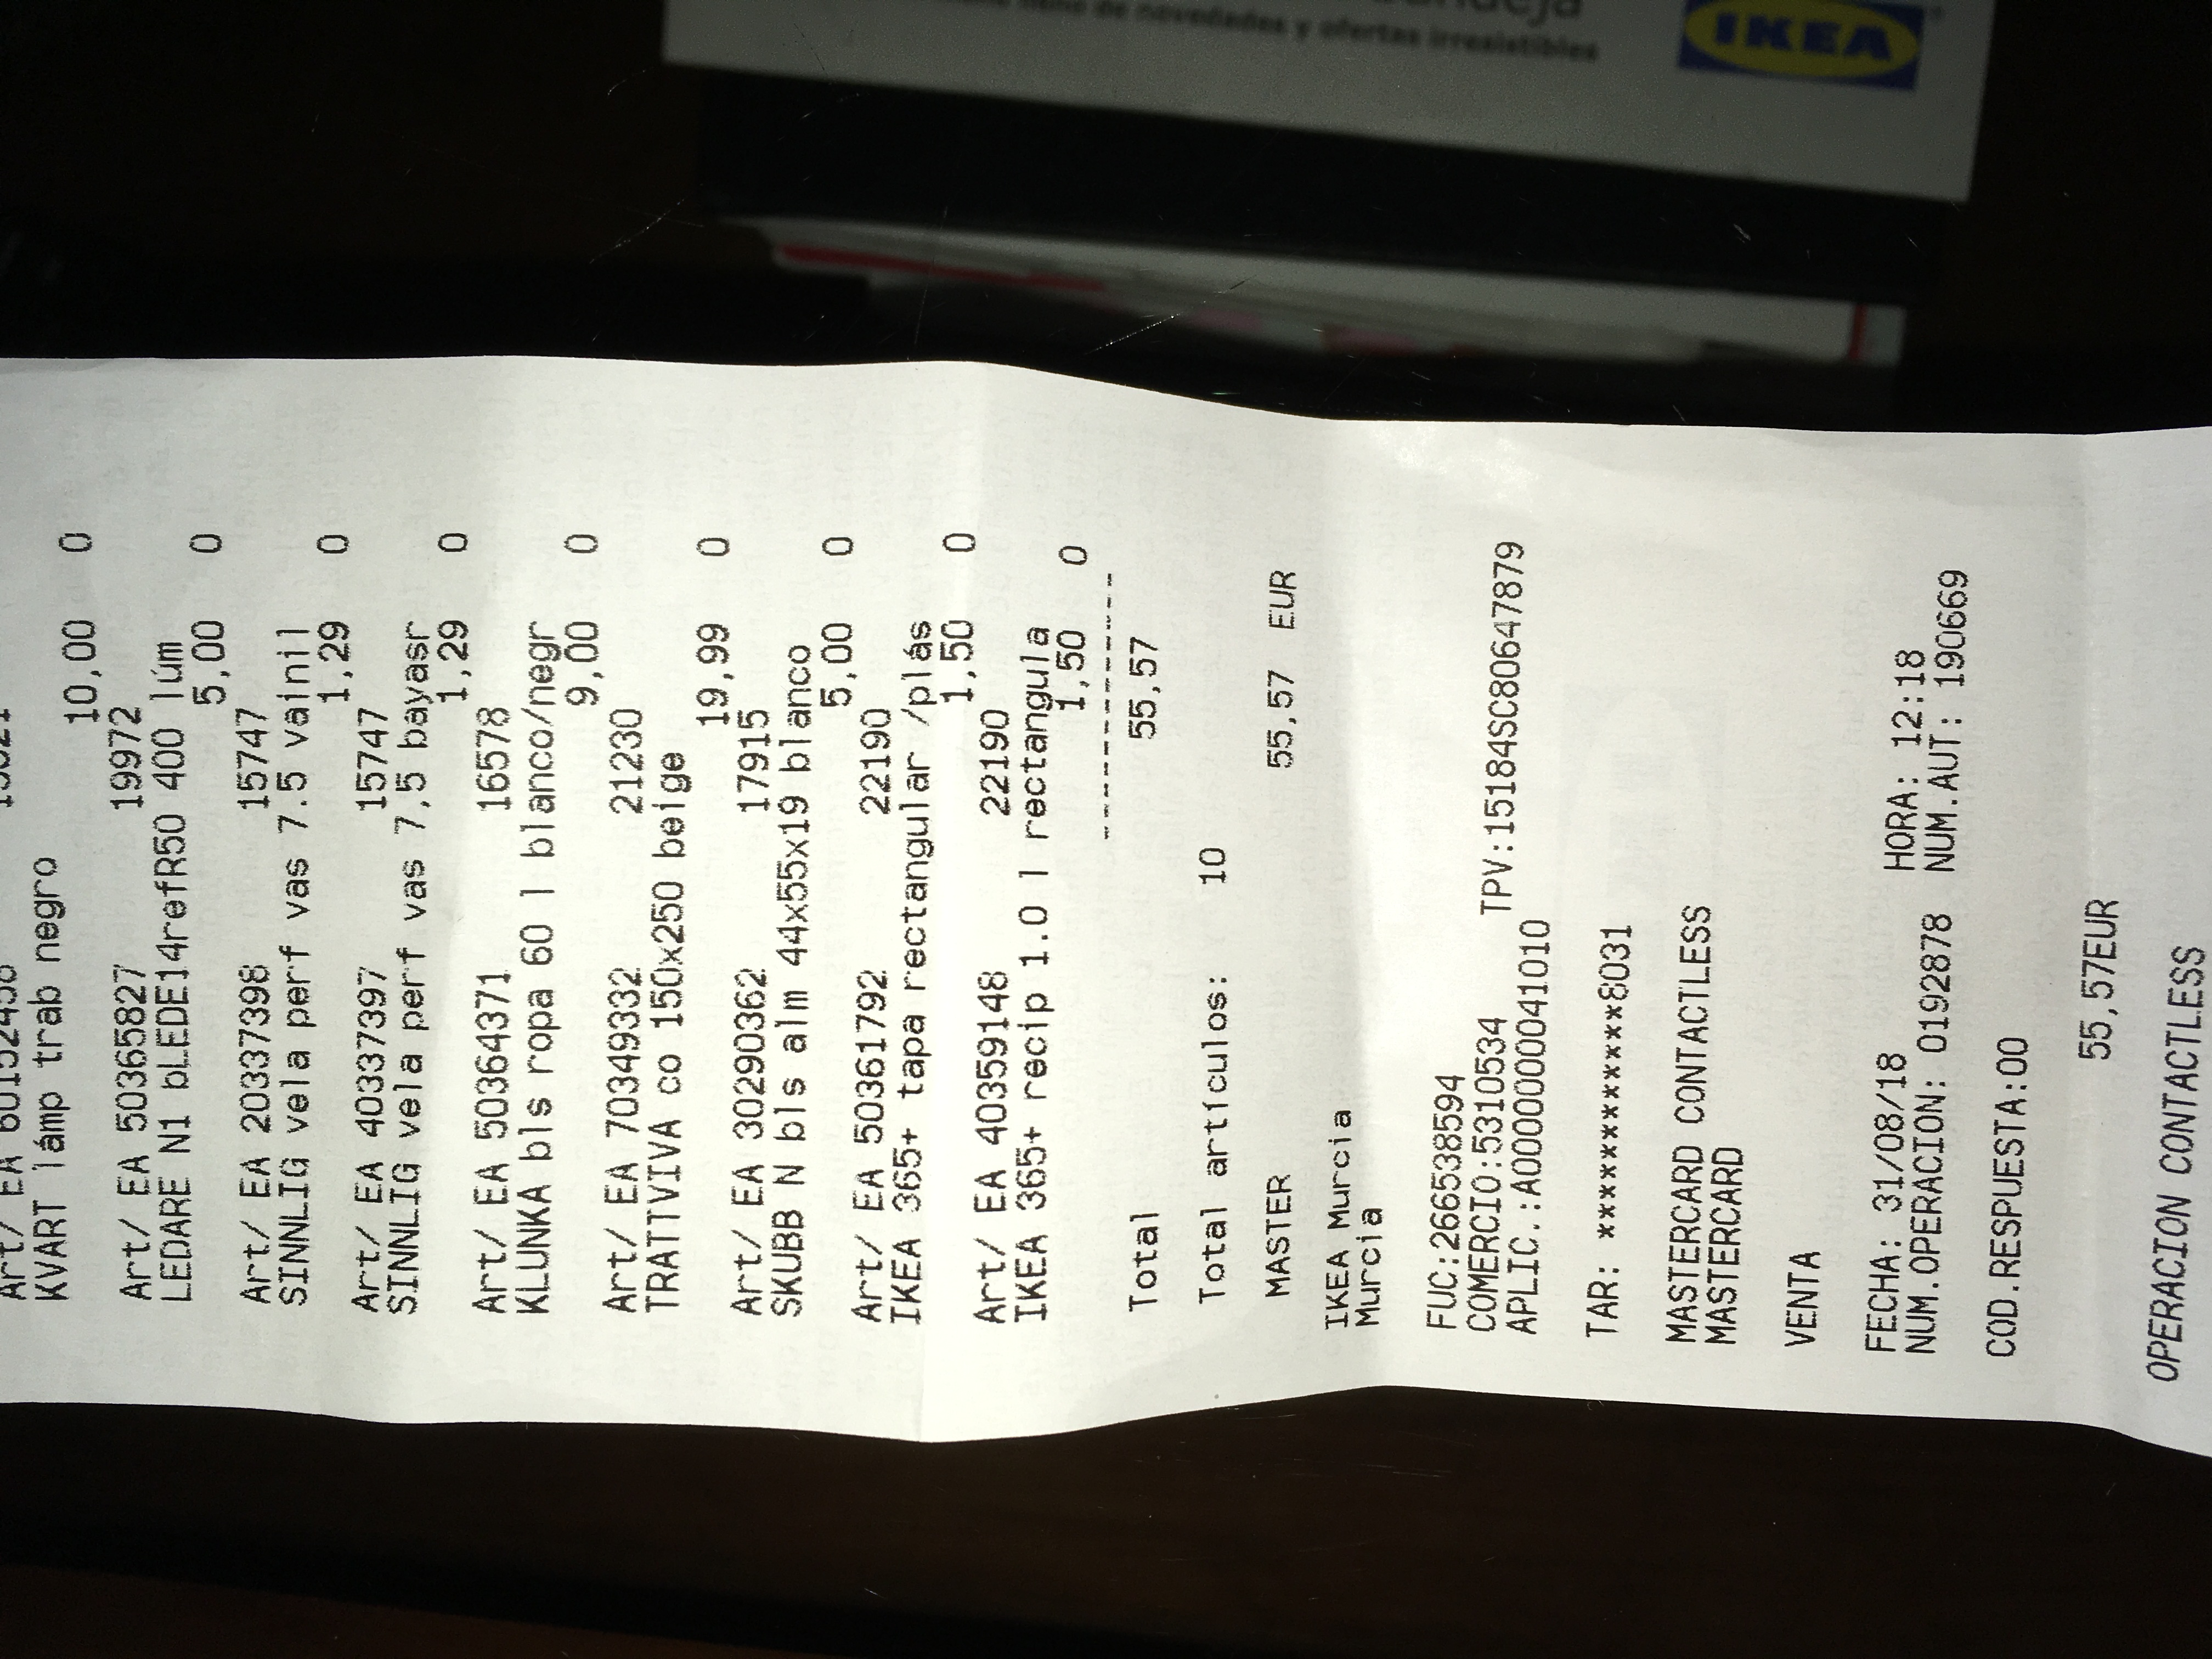 Art/ EA 60152458
KVART lámp trab negro
10,00 0
Art/ EA 50365827 19972
LEDARE N1 bLEDE14refR50 400 lúm
5,00 0
Art/ EA 20337398 15747
SINNLIG vela perf vas 7.5 vainil
1,29 0
Art/ EA 40337397 15747
SINNLIG vela perf vas 7,5 bayasr
1,29 0
Art/ EA 50364371 16578
KLUNKA bls ropa 60 l blanco/negr
9,00 0
Art/ EA 70349332 21230
TRATTVIVA co 150x250 beige
19,99 0
Art/ EA 30290362 17915
SKUBB N bls alm 44x55x19 blanco
5,00 0
Art/ EA 50361792 22190
IKEA 365+ tapa rectangular /plás
1,50 0
Art/ EA 40359148 22190
IKEA 365+ recip 1.0 l rectangula
1,50 0
-------------
Total 55,57
Total artículos: 10
MASTER 55,57 EUR
IKEA Murcia
Murcia
FUC:266538594
COMERCIO:5310534 TPV:15184SC80647879
APLIC.:A0000000041010
TAR: ************8031
MASTERCARD CONTACTLESS
MASTERCARD
VENTA
FECHA: 31/08/18 HORA: 12:18
NUM.OPERACION: 0192878 NUM.AUT: 190669
COD.RESPUESTA:00
55,57EUR
OPERACION CONTACTLESS
de novedades y ofertas irresistibles
IKEA